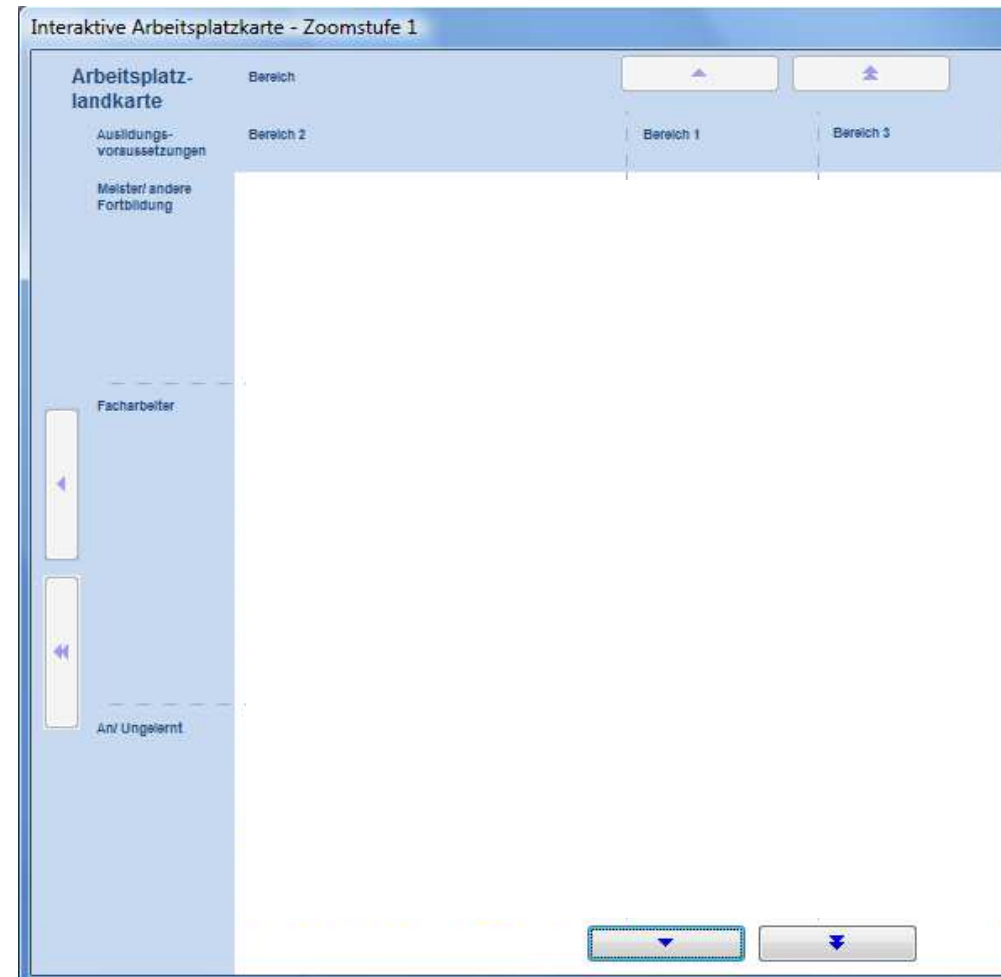 Interaktive Arbeitsplatzkarte - Zoomstufe 1
Arbeitsplatz-
landkarte
Bereich
Ausildungs-
voraussetzungen
Bereich 2
Bereich 1
Bereich 3
Meister/ andere
Fortbildung
Facharbeiter
An/ Ungelernt